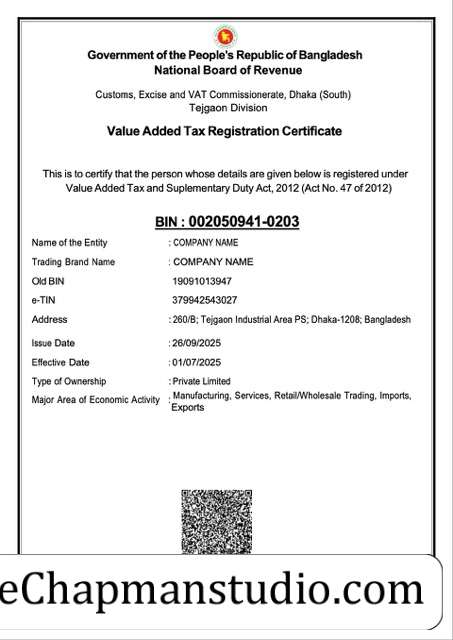 Government of the People's Republic of Bangladesh
National Board of Revenue
Customs, Excise and VAT Commissionerate, Dhaka (South)
Tejgaon Division
Value Added Tax Registration Certificate
This is to certify that the person whose details are given below is registered under
Value Added Tax and Suplementary Duty Act, 2012 (Act No. 47 of 2012)
BIN : 002050941-0203
Name of the Entity : COMPANY NAME
Trading Brand Name : COMPANY NAME
Old BIN 19091013947
e-TIN 379942543027
Address : 260/B; Tejgaon Industrial Area PS; Dhaka-1208; Bangladesh
Issue Date : 26/09/2025
Effective Date : 01/07/2025
Type of Ownership : Private Limited
Major Area of Economic Activity : Manufacturing, Services, Retail/Wholesale Trading, Imports,
Exports
eChapmanstudio.com